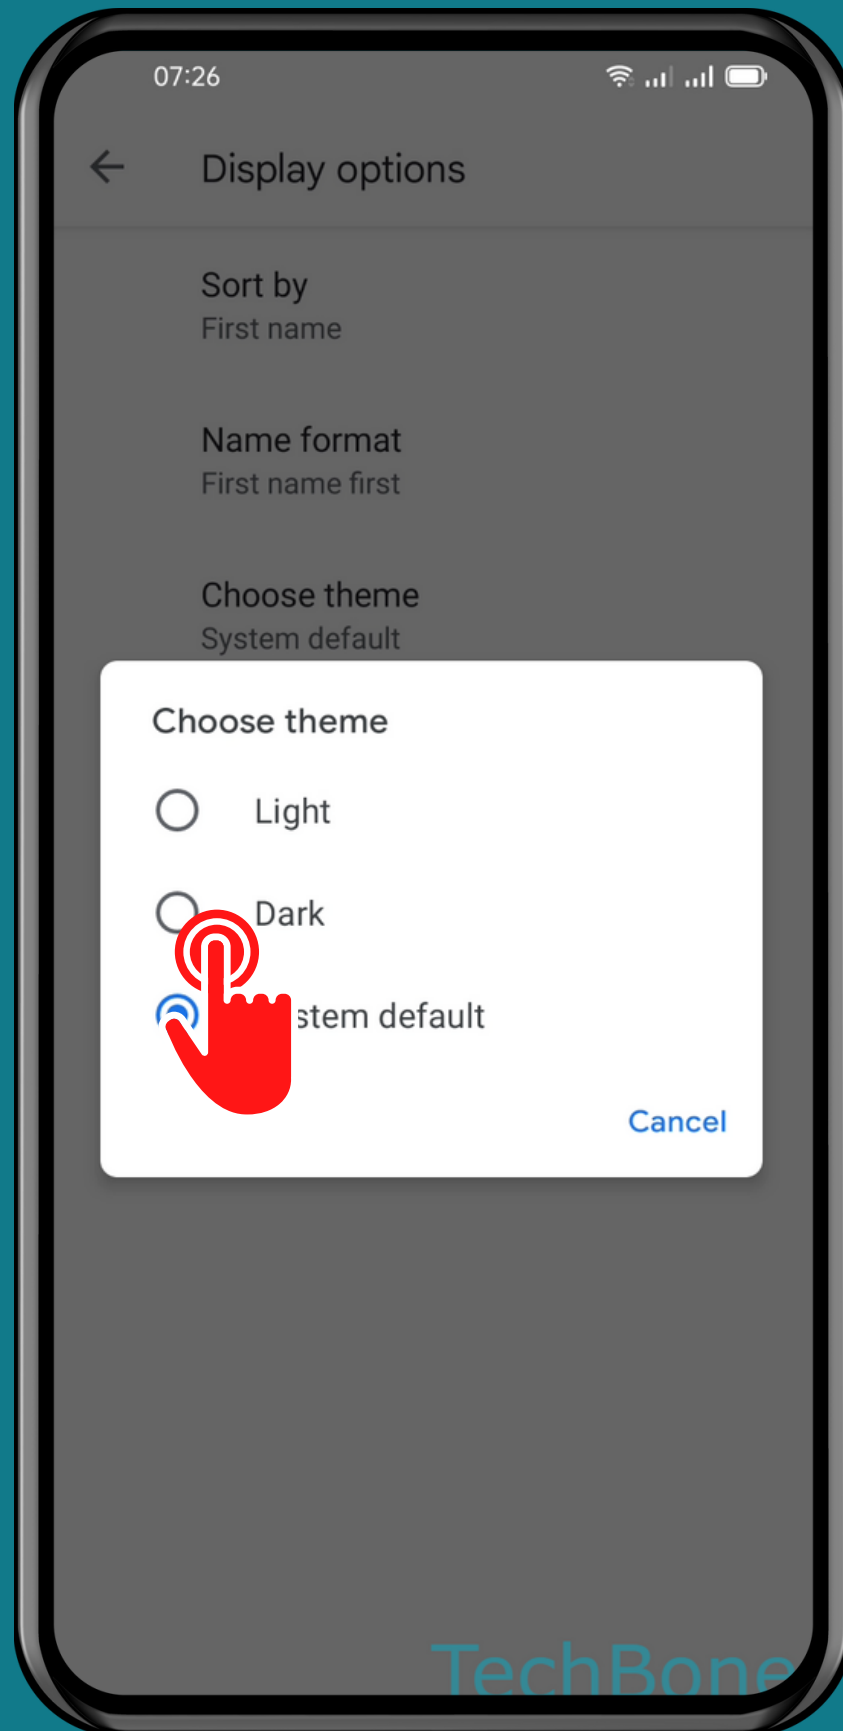 07:26
Display options
Sort by
First name
Name format
First name first
Choose theme
System default
Choose theme
Light
Dark
stem default
Cancel
TechBone